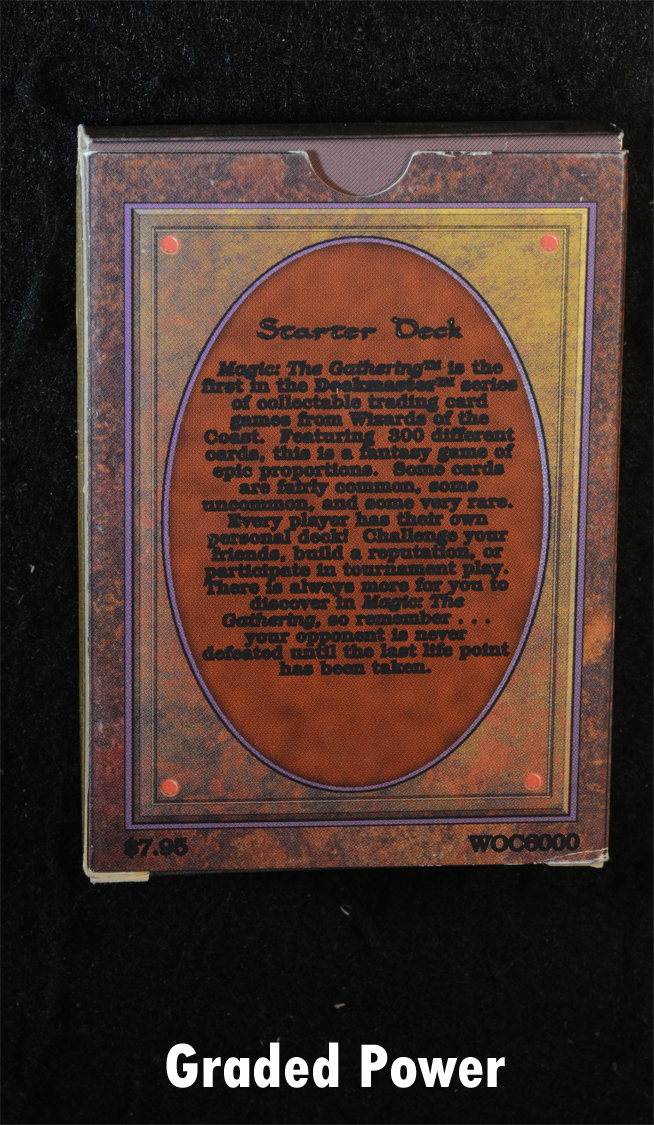 Starter Deck
Magic: The Gathering™ is the
first in the Deckmaster™ series
of collectable trading card
games from Wizards of the
Coast. Featuring 300 different
cards, this is a fantasy game of
epic proportions. Some cards
are fairly common, some
uncommon, and some very rare.
Every player has their own
personal deck! Challenge your
friends, build a reputation, or
participate in tournament play.
There is always more for you to
discover in Magic: The
Gathering, so remember . . .
your opponent is never
defeated until the last life point
has been taken.
$7.95 WOC6000
Graded Power